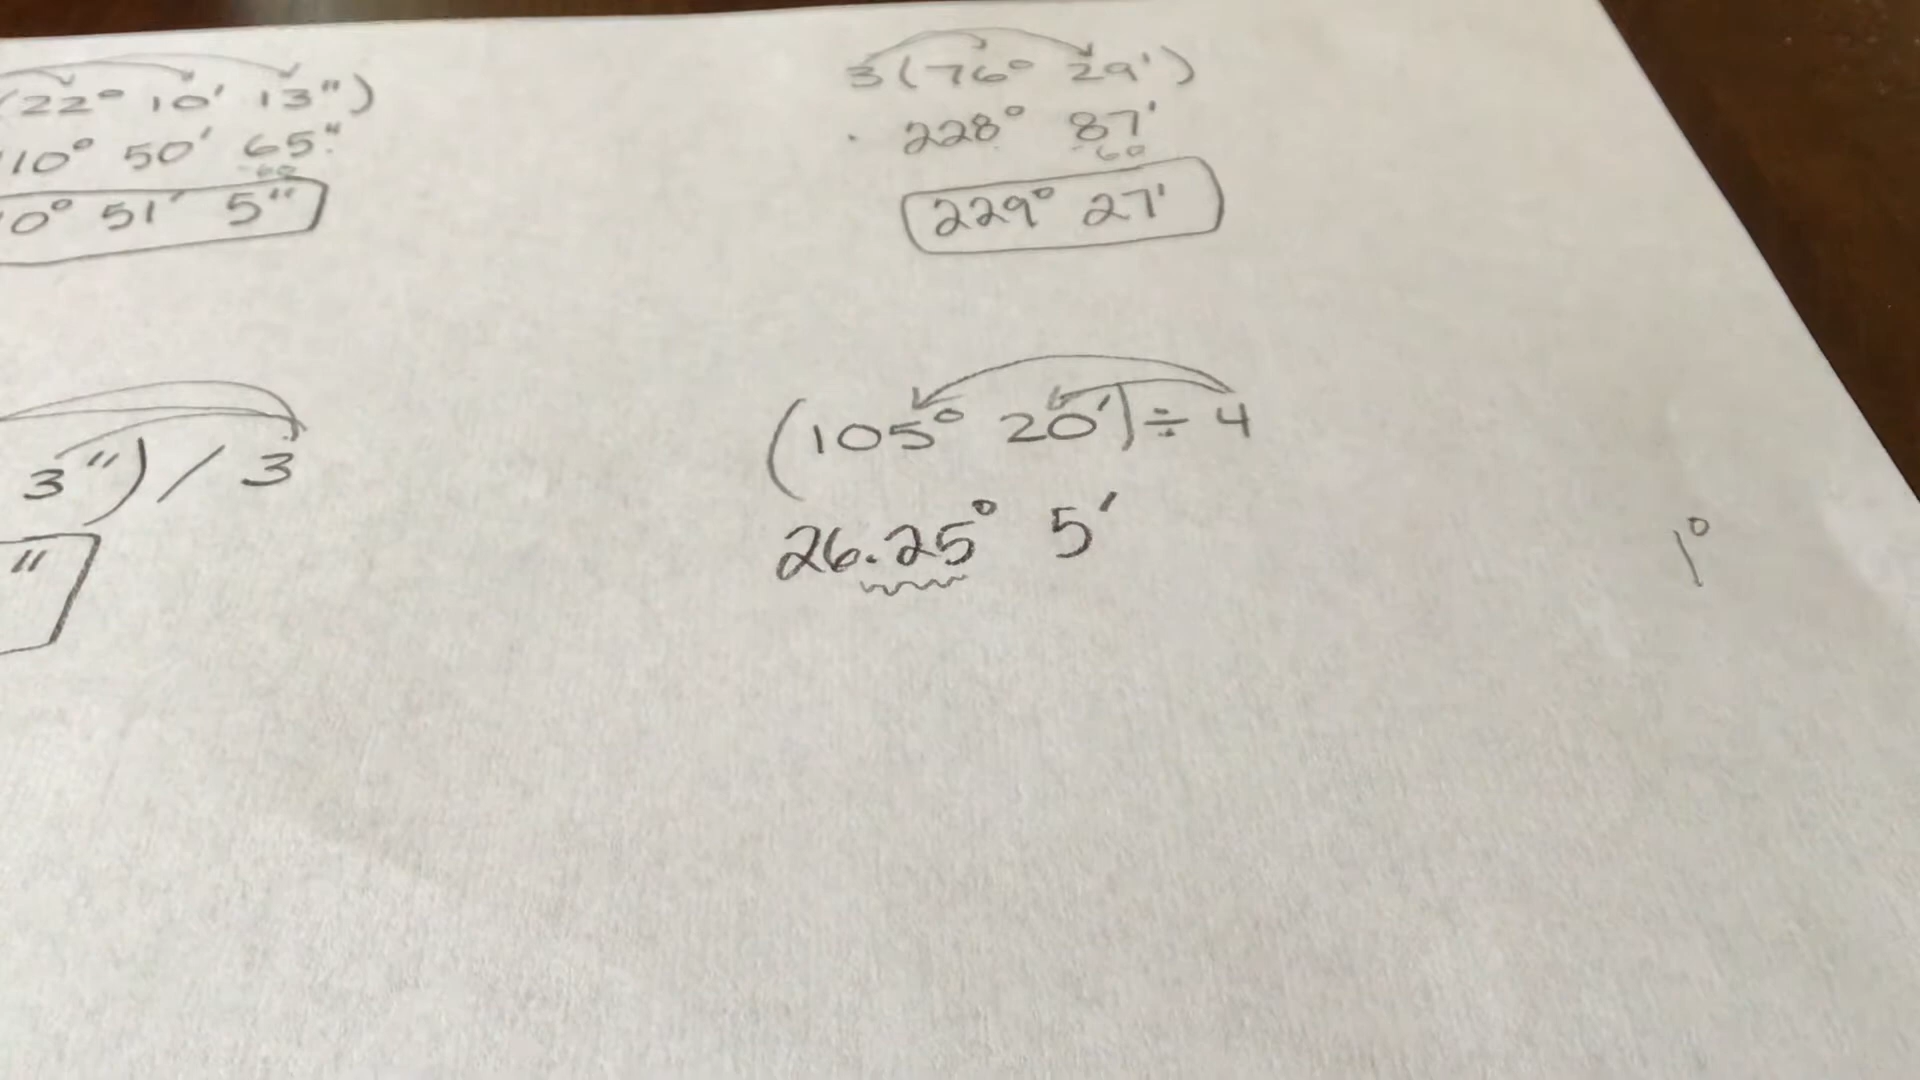 (22° 10' 13")
110° 50' 65"
60
0° 51' 5"
3(76° 29')
228° 87'
60
229° 27'
3") / 3
"
(105° 20') ÷ 4
26.25° 5'
1°